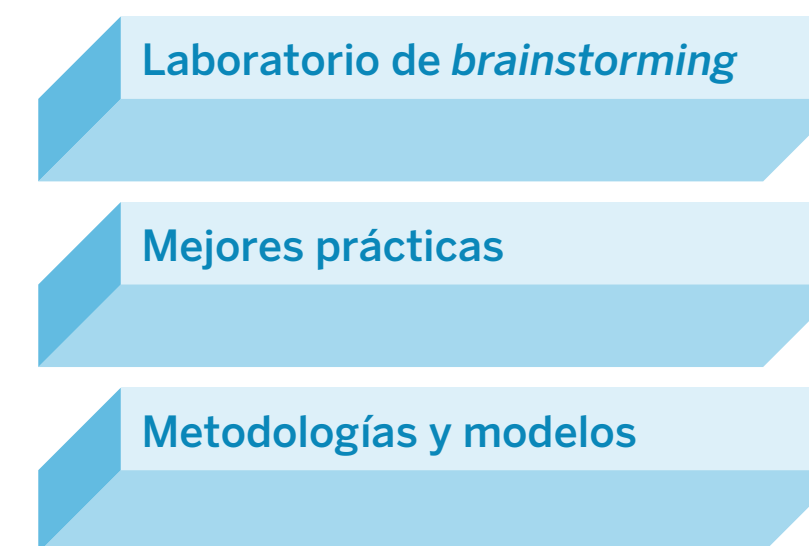 Laboratorio de brainstorming
Mejores prácticas
Metodologías y modelos